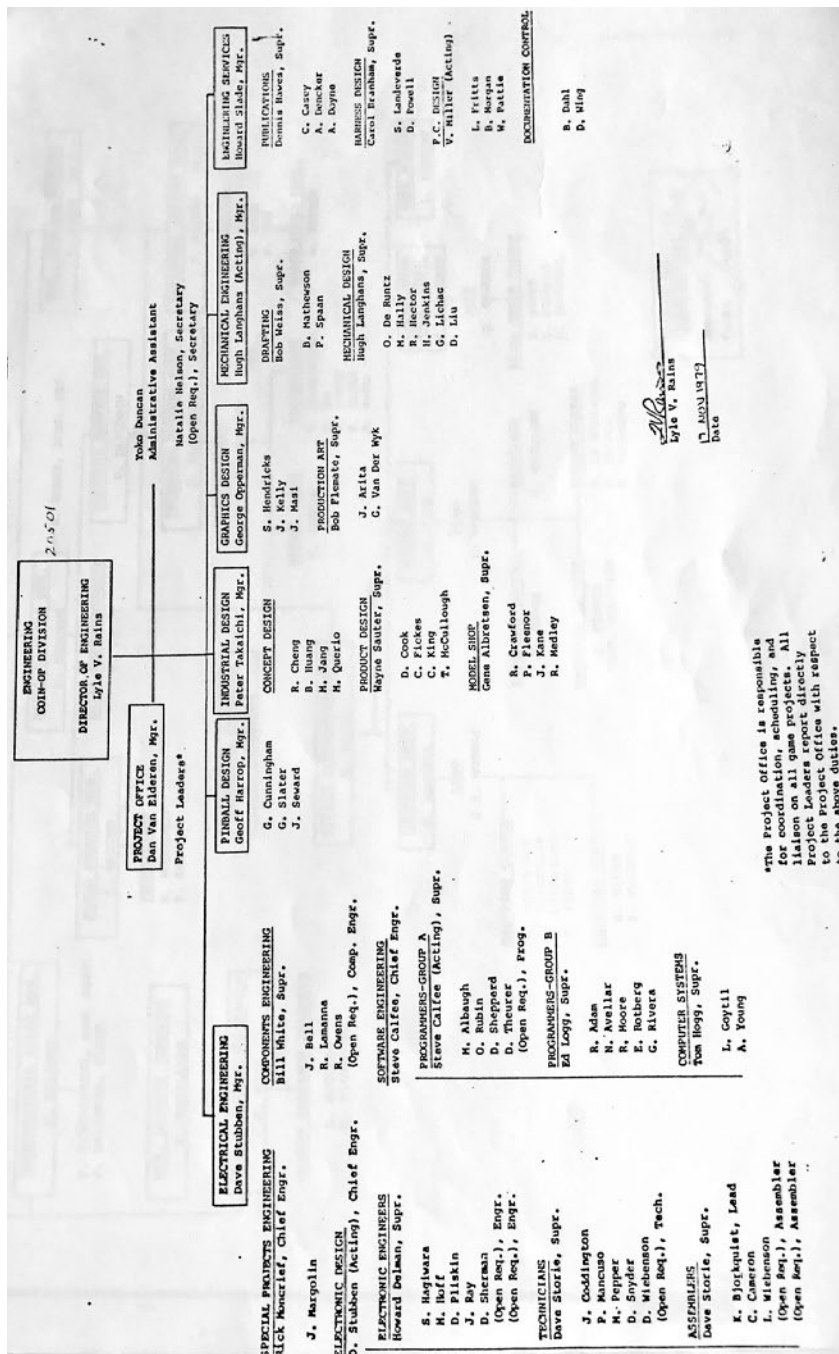 ENGINEERING
COIN-OP DIVISION
20501
DIRECTOR OF ENGINEERING
Lyle V. Rains
PROJECT OFFICE
Dan Van Elderen, Mgr.
Project Leaders*
Yoko Duncan
Administrative Assistant
Natalie Nelson, Secretary
(Open Req.), Secretary
ELECTRICAL ENGINEERING
Dave Stubben, Mgr.
SPECIAL PROJECTS ENGINEERING
Rick Moncrief, Chief Engr.
J. Margolin
ELECTRONIC DESIGN
D. Stubben (Acting), Chief Engr.
ELECTRONIC ENGINEERS
Howard Delman, Supr.
S. Hagiwara
M. Hoff
D. Pliskin
J. Ray
D. Sherman
(Open Req.), Engr.
(Open Req.), Engr.
TECHNICIANS
Dave Storie, Supr.
J. Coddington
P. Mancuso
M. Pepper
D. Snyder
D. Wiebenson
(Open Req.), Tech.
ASSEMBLERS
Dave Storie, Supr.
K. Bjorkquist, Lead
C. Cameron
L. Wiebenson
(Open Req.), Assembler
(Open Req.), Assembler
COMPONENTS ENGINEERING
Bill White, Supr.
J. Bell
R. Lamanna
R. Owens
(Open Req.), Comp. Engr.
SOFTWARE ENGINEERING
Steve Calfee, Chief Engr.
PROGRAMMERS-GROUP A
Steve Calfee (Acting), Supr.
M. Albaugh
O. Rubin
D. Shepperd
D. Theurer
(Open Req.), Prog.
PROGRAMMERS-GROUP B
Ed Logg, Supr.
R. Adam
N. Avellar
R. Moore
E. Rotberg
G. Rivera
COMPUTER SYSTEMS
Tom Hogg, Supr.
L. Goytil
A. Young
PINBALL DESIGN
Geoff Harrop, Mgr.
G. Cunningham
G. Slater
J. Seward
INDUSTRIAL DESIGN
Peter Takaichi, Mgr.
CONCEPT DESIGN
R. Cheng
B. Huang
M. Jang
M. Querio
PRODUCT DESIGN
Wayne Sauter, Supr.
D. Cook
C. Fickes
C. King
T. McCullough
MODEL SHOP
Gene Albretsen, Supr.
R. Crawford
P. Fleenor
J. Kane
R. Medley
GRAPHICS DESIGN
George Opperman, Mgr.
S. Hendricks
J. Kelly
J. Masi
PRODUCTION ART
Bob Flemate, Supr.
J. Arita
G. Van Der Wyk
MECHANICAL ENGINEERING
Hugh Langhans (Acting), Mgr.
DRAFTING
Bob Weiss, Supr.
B. Mathewson
P. Spaan
MECHANICAL DESIGN
Hugh Langhans, Supr.
O. De Runtz
M. Hally
R. Hector
H. Jenkins
G. Lichac
D. Liu
ENGINEERING SERVICES
Howard Slade, Mgr.
PUBLICATIONS
Dennis Hawes, Supr.
C. Casey
A. Dencker
A. Dayne
HARNESS DESIGN
Carol Branham, Supr.
S. Landeverde
D. Powell
P.C. DESIGN
V. Miller (Acting)
L. Fritts
B. Morgan
W. Pattie
DOCUMENTATION CONTROL
B. Dahl
D. Wing
*The Project Office is responsible
for coordination, scheduling, and
liaison on all game projects. All
Project Leaders report directly
to the Project Office with respect
to the above duties.
Lyle V. Rains
17 NOV 1979
Date